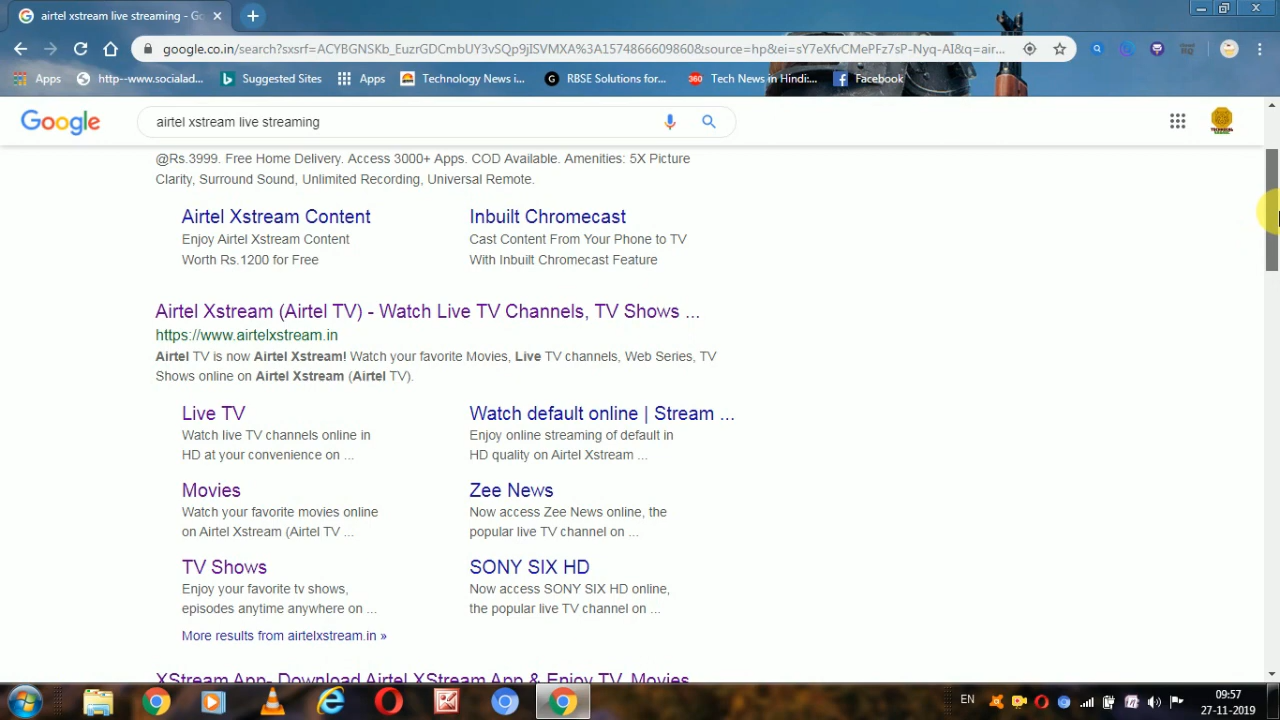 airtel xstream live streaming - Go
google.co.in/search?sxsrf=ACYBGNSKb_EuzrGDCmbUY3vSQp9jISVMXA%3A1574866609860&source=hp&ei=sY7eXfvCMePFz7sP-Nyq-AI&q=air...
Apps http--www.socialad... Suggested Sites Apps Technology News i... RBSE Solutions for... 360 Tech News in Hindi:... Facebook
Google airtel xstream live streaming
@Rs.3999. Free Home Delivery. Access 3000+ Apps. COD Available. Amenities: 5X Picture
Clarity, Surround Sound, Unlimited Recording, Universal Remote.
Airtel Xstream Content
Enjoy Airtel Xstream Content
Worth Rs.1200 for Free
Inbuilt Chromecast
Cast Content From Your Phone to TV
With Inbuilt Chromecast Feature
Airtel Xstream (Airtel TV) - Watch Live TV Channels, TV Shows ...
https://www.airtelxstream.in
Airtel TV is now Airtel Xstream! Watch your favorite Movies, Live TV channels, Web Series, TV
Shows online on Airtel Xstream (Airtel TV).
Live TV
Watch live TV channels online in
HD at your convenience on ...
Watch default online | Stream ...
Enjoy online streaming of default in
HD quality on Airtel Xstream ...
Movies
Watch your favorite movies online
on Airtel Xstream (Airtel TV ...
Zee News
Now access Zee News online, the
popular live TV channel on ...
TV Shows
Enjoy your favorite tv shows,
episodes anytime anywhere on ...
SONY SIX HD
Now access SONY SIX HD online,
the popular live TV channel on ...
More results from airtelxstream.in »
XStream App- Download Airtel XStream App & Enjoy TV, Movies
EN
09:57
27-11-2019